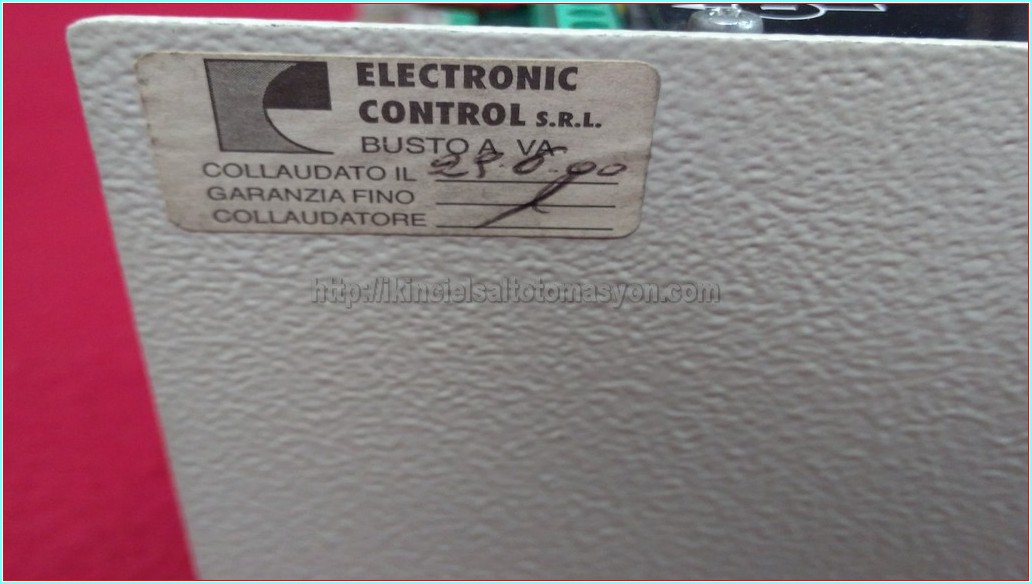 ELECTRONIC
CONTROL S.R.L.
BUSTO A. VA
COLLAUDATO IL
GARANZIA FINO
COLLAUDATORE
http://ikincielsaltotomasyon.com